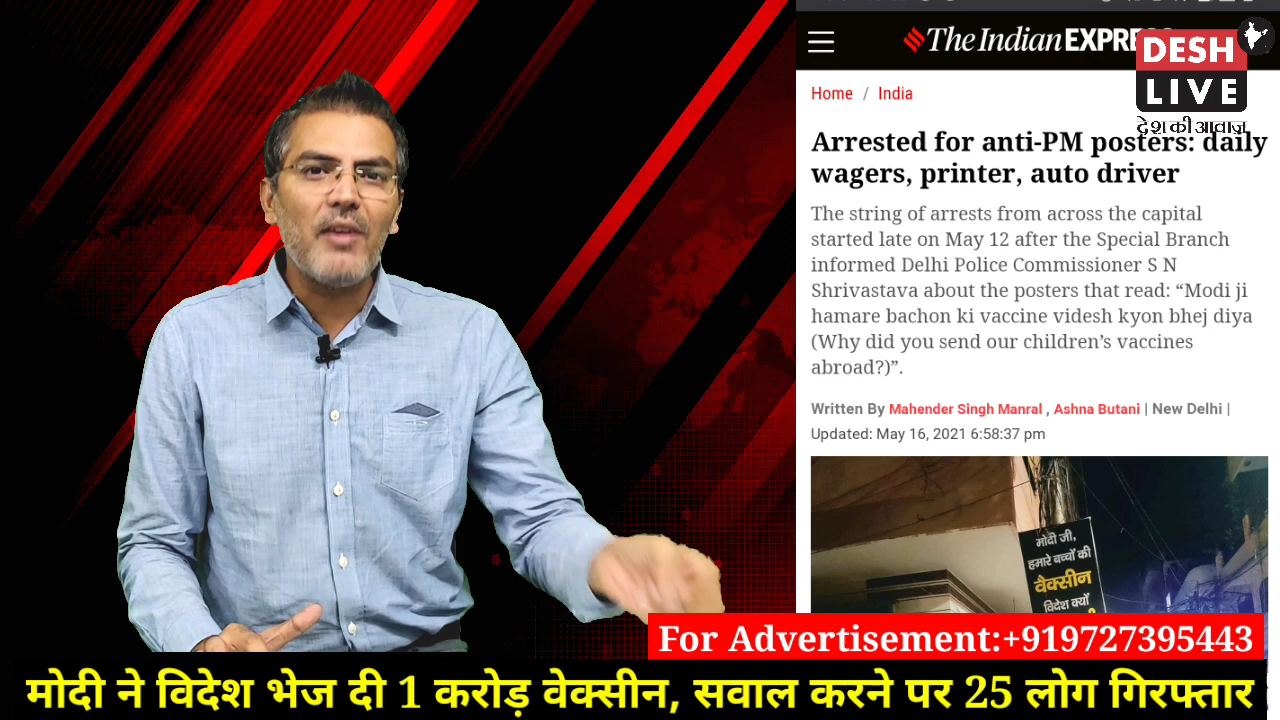 The Indian EXPRE
DESH
LIVE
देश की आवाज़
Home / India
Arrested for anti-PM posters: daily
wagers, printer, auto driver
The string of arrests from across the capital
started late on May 12 after the Special Branch
informed Delhi Police Commissioner S N
Shrivastava about the posters that read: “Modi ji
hamare bachon ki vaccine videsh kyon bhej diya
(Why did you send our children’s vaccines
abroad?)”.
Written By Mahender Singh Manral , Ashna Butani | New Delhi |
Updated: May 16, 2021 6:58:37 pm
मोदी जी,
हमारे बच्चों की
वैक्सीन
विदेश क्यों
For Advertisement:+919727395443
मोदी ने विदेश भेज दी 1 करोड़ वेक्सीन, सवाल करने पर 25 लोग गिरफ्तार